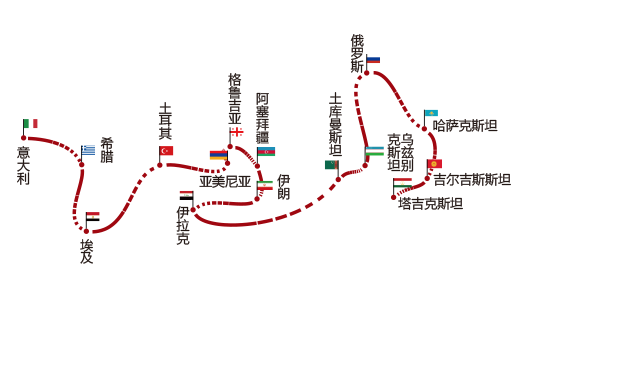 意大利
希腊
埃及
土耳其
亚美尼亚
格鲁吉亚
阿塞拜疆
伊朗
伊拉克
土库曼斯坦
乌兹别
克斯坦
俄罗斯
哈萨克斯坦
吉尔吉斯斯坦
塔吉克斯坦